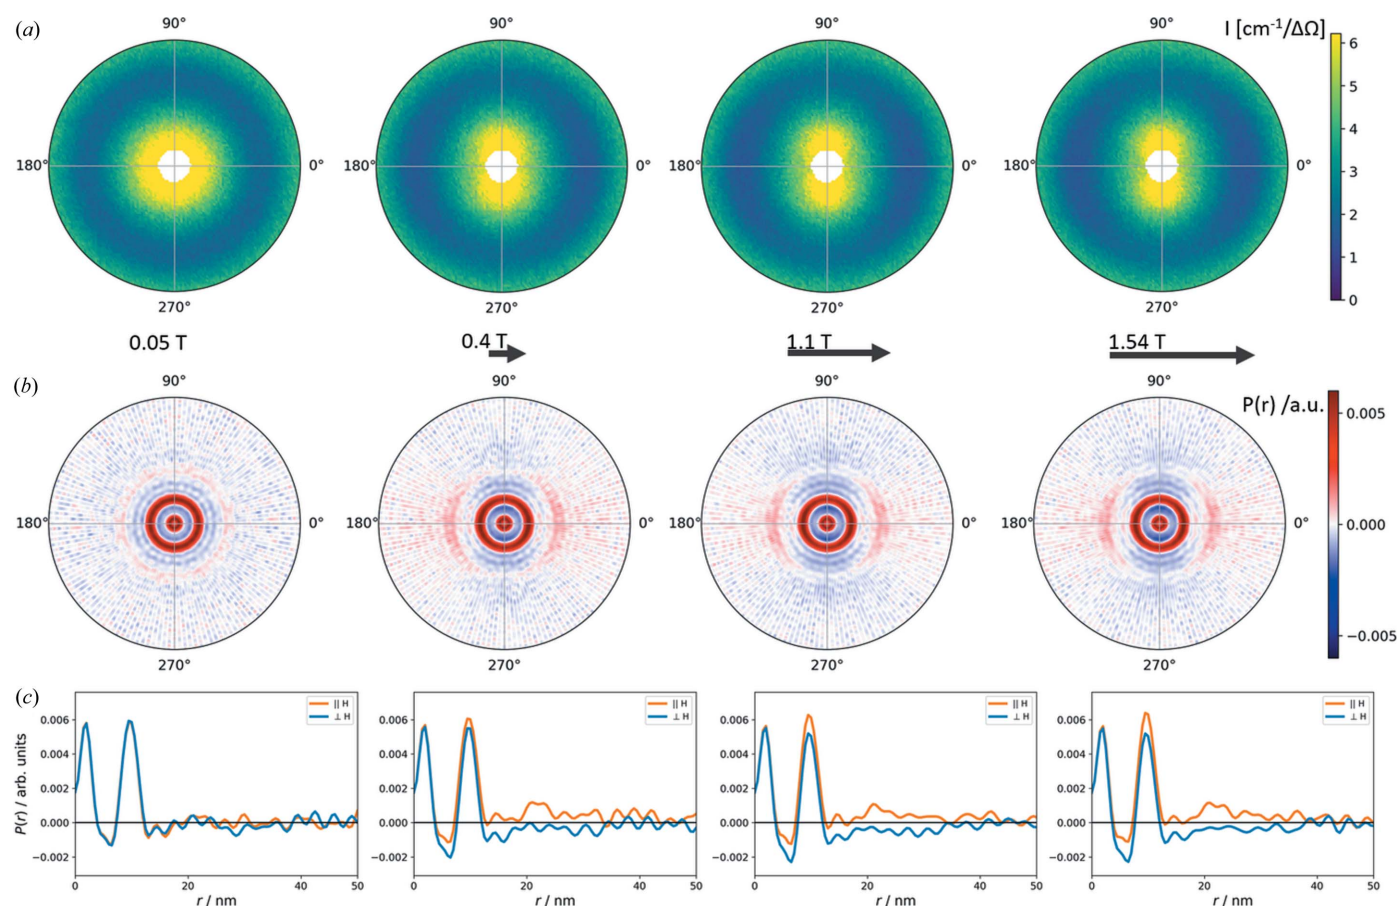 (a)
90° 90° 90° 90° I [cm⁻¹/ΔΩ]
6
5
4
180° 0° 180° 0° 180° 0° 180° 0°
3
2
1
0
270° 270° 270° 270°
0.05 T 0.4 T 1.1 T 1.54 T
(b)
90° 90° 90° 90°
P(r) /a.u.
0.005
180° 0° 180° 0° 180° 0° 180° 0°
0.000
−0.005
270° 270° 270° 270°
(c)
|| H || H || H || H
⊥ H ⊥ H ⊥ H ⊥ H
P(r) / arb. units
0.006 0.006 0.006 0.006
0.004 0.004 0.004 0.004
0.002 0.002 0.002 0.002
0.000 0.000 0.000 0.000
−0.002 −0.002 −0.002 −0.002
0 20 40 50 0 20 40 50 0 20 40 50 0 20 40 50
r / nm r / nm r / nm r / nm